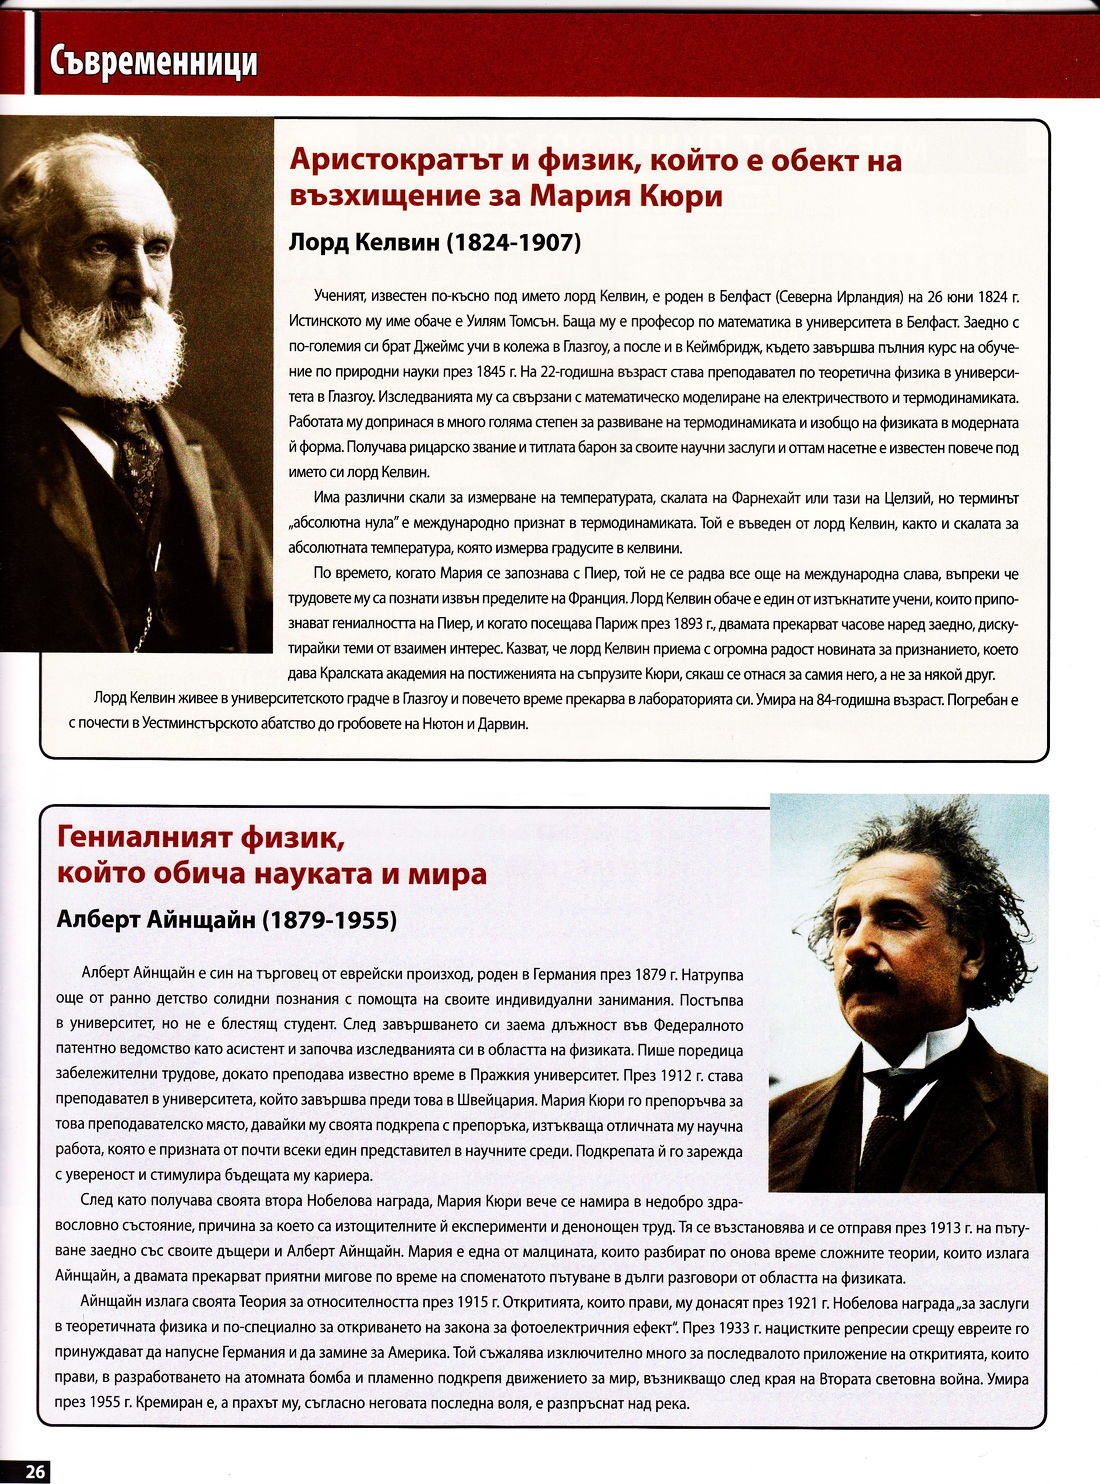 Съвременници
Аристократът и физик, който е обект на
възхищение за Мария Кюри
Лорд Келвин (1824-1907)
Ученият, известен по-късно под името лорд Келвин, е роден в Белфаст (Северна Ирландия) на 26 юни 1824 г.
Истинското му име обаче е Уилям Томсън. Баща му е професор по математика в университета в Белфаст. Заедно с
по-големия си брат Джеймс учи в колежа в Глазгоу, а после и в Кеймбридж, където завършва пълния курс на обуче-
ние по природни науки през 1845 г. На 22-годишна възраст става преподавател по теоретична физика в универси-
тета в Глазгоу. Изследванията му са свързани с математическо моделиране на електричеството и термодинамиката.
Работата му допринася в много голяма степен за развиване на термодинамиката и изобщо на физиката в модерната
й форма. Получава рицарско звание и титлата барон за своите научни заслуги и оттам насетне е известен повече под
името си лорд Келвин.
Има различни скали за измерване на температурата, скалата на Фарнехайт или тази на Целзий, но терминът
„абсолютна нула” е международно признат в термодинамиката. Той е въведен от лорд Келвин, както и скалата за
абсолютната температура, която измерва градусите в келвини.
По времето, когато Мария се запознава с Пиер, той не се радва все още на международна слава, въпреки че
трудовете му са познати извън пределите на Франция. Лорд Келвин обаче е един от изтъкнатите учени, които припо-
знават гениалността на Пиер, и когато посещава Париж през 1893 г., двамата прекарват часове наред заедно, диску-
тирайки теми от взаимен интерес. Казват, че лорд Келвин приема с огромна радост новината за признанието, което
дава Кралската академия на постиженията на съпрузите Кюри, сякаш се отнася за самия него, а не за някой друг.
Лорд Келвин живее в университетското градче в Глазгоу и повечето време прекарва в лабораторията си. Умира на 84-годишна възраст. Погребан е
с почести в Уестминстърското абатство до гробовете на Нютон и Дарвин.
Гениалният физик,
който обича науката и мира
Алберт Айнщайн (1879-1955)
Алберт Айнщайн е син на търговец от еврейски произход, роден в Германия през 1879 г. Натрупва
още от ранно детство солидни познания с помощта на своите индивидуални занимания. Постъпва
в университет, но не е блестящ студент. След завършването си заема длъжност във Федералното
патентно ведомство като асистент и започва изследванията си в областта на физиката. Пише поредица
забележителни трудове, докато преподава известно време в Пражкия университет. През 1912 г. става
преподавател в университета, който завършва преди това в Швейцария. Мария Кюри го препоръчва за
това преподавателско място, давайки му своята подкрепа с препоръка, изтъкваща отличната му научна
работа, която е призната от почти всеки един представител в научните среди. Подкрепата й го зарежда
с увереност и стимулира бъдещата му кариера.
След като получава своята втора Нобелова награда, Мария Кюри вече се намира в недобро здра-
вословно състояние, причина за което са изтощителните й експерименти и денонощен труд. Тя се възстановява и се отправя през 1913 г. на пъту-
ване заедно със своите дъщери и Алберт Айнщайн. Мария е една от малцината, които разбират по онова време сложните теории, които излага
Айнщайн, а двамата прекарват приятни мигове по време на споменатото пътуване в дълги разговори от областта на физиката.
Айнщайн излага своята Теория за относителността през 1915 г. Откритията, които прави, му донасят през 1921 г. Нобелова награда „за заслуги
в теоретичната физика и по-специално за откриването на закона за фотоелектричния ефект“. През 1933 г. нацистките репресии срещу евреите го
принуждават да напусне Германия и да замине за Америка. Той съжалява изключително много за последвалото приложение на откритията, които
прави, в разработването на атомната бомба и пламенно подкрепя движението за мир, възникващо след края на Втората световна война. Умира
през 1955 г. Кремиран е, а прахът му, съгласно неговата последна воля, е разпръснат над река.
26